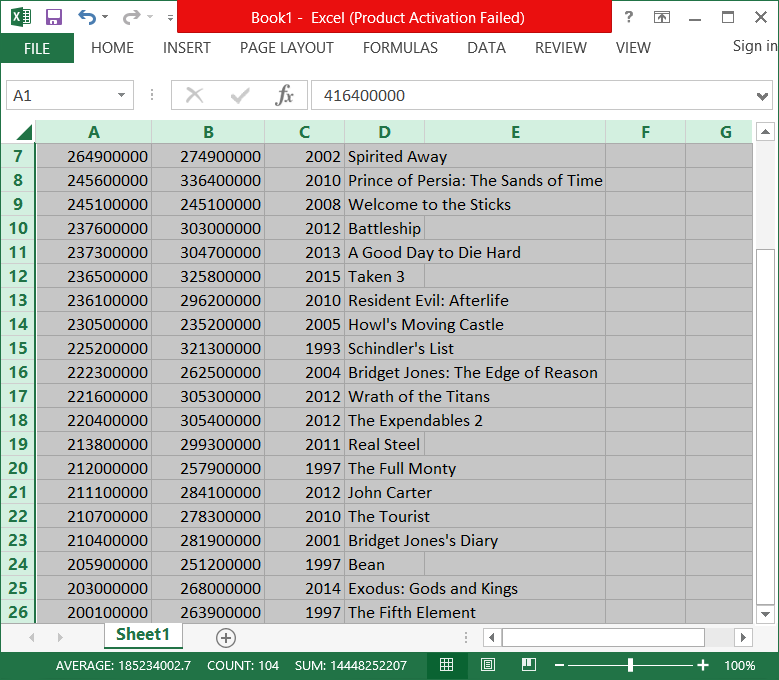 Book1 - Excel (Product Activation Failed) ?
FILE HOME INSERT PAGE LAYOUT FORMULAS DATA REVIEW VIEW Sign in
A1 fx 416400000
A B C D E F G
7 264900000 274900000 2002 Spirited Away
8 245600000 336400000 2010 Prince of Persia: The Sands of Time
9 245100000 245100000 2008 Welcome to the Sticks
10 237600000 303000000 2012 Battleship
11 237300000 304700000 2013 A Good Day to Die Hard
12 236500000 325800000 2015 Taken 3
13 236100000 296200000 2010 Resident Evil: Afterlife
14 230500000 235200000 2005 Howl's Moving Castle
15 225200000 321300000 1993 Schindler's List
16 222300000 262500000 2004 Bridget Jones: The Edge of Reason
17 221600000 305300000 2012 Wrath of the Titans
18 220400000 305400000 2012 The Expendables 2
19 213800000 299300000 2011 Real Steel
20 212000000 257900000 1997 The Full Monty
21 211100000 284100000 2012 John Carter
22 210700000 278300000 2010 The Tourist
23 210400000 281900000 2001 Bridget Jones's Diary
24 205900000 251200000 1997 Bean
25 203000000 268000000 2014 Exodus: Gods and Kings
26 200100000 263900000 1997 The Fifth Element
Sheet1
AVERAGE: 185234002.7 COUNT: 104 SUM: 14448252207 100%